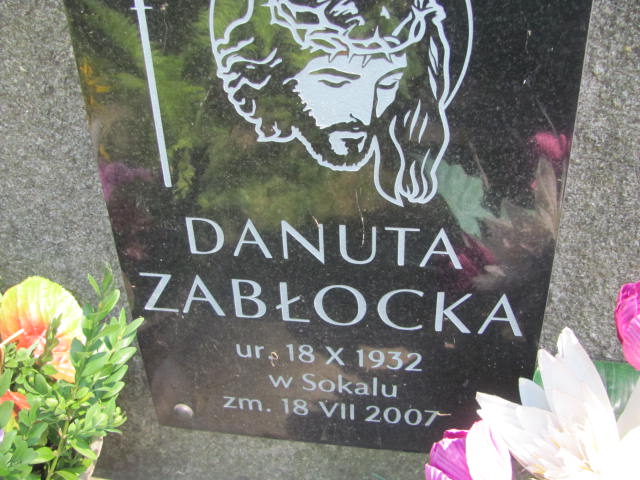 DANUTA
ZABŁOCKA
ur. 18 X 1932
w Sokalu
zm. 18 VII 2007